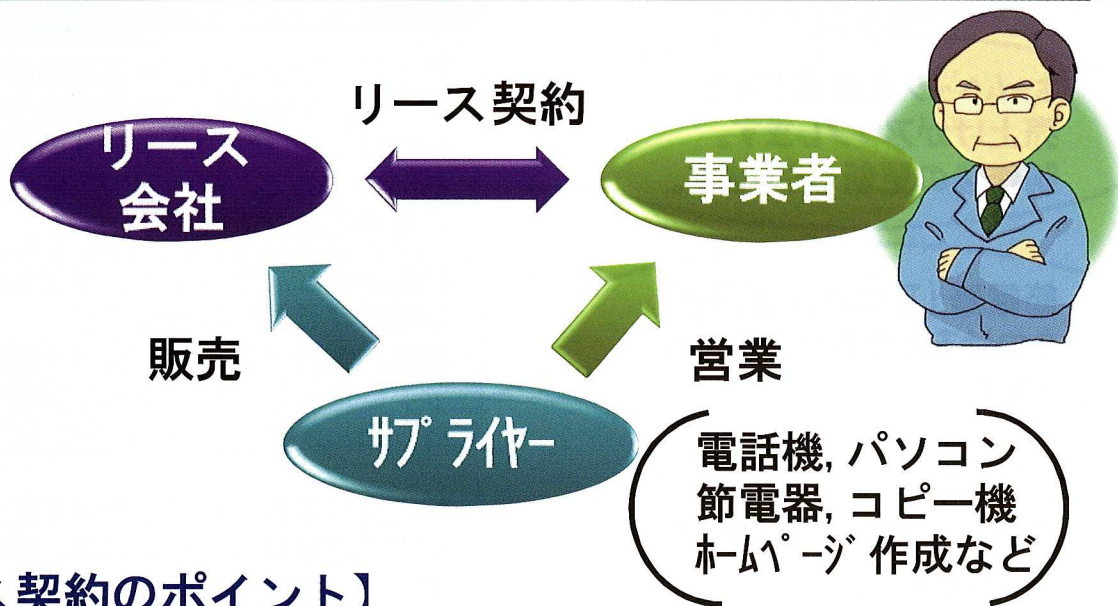 リース契約
リース
会社
事業者
販売
営業
サプライヤー
電話機, パソコン
節電器, コピー機
ホームページ作成など
契約のポイント】